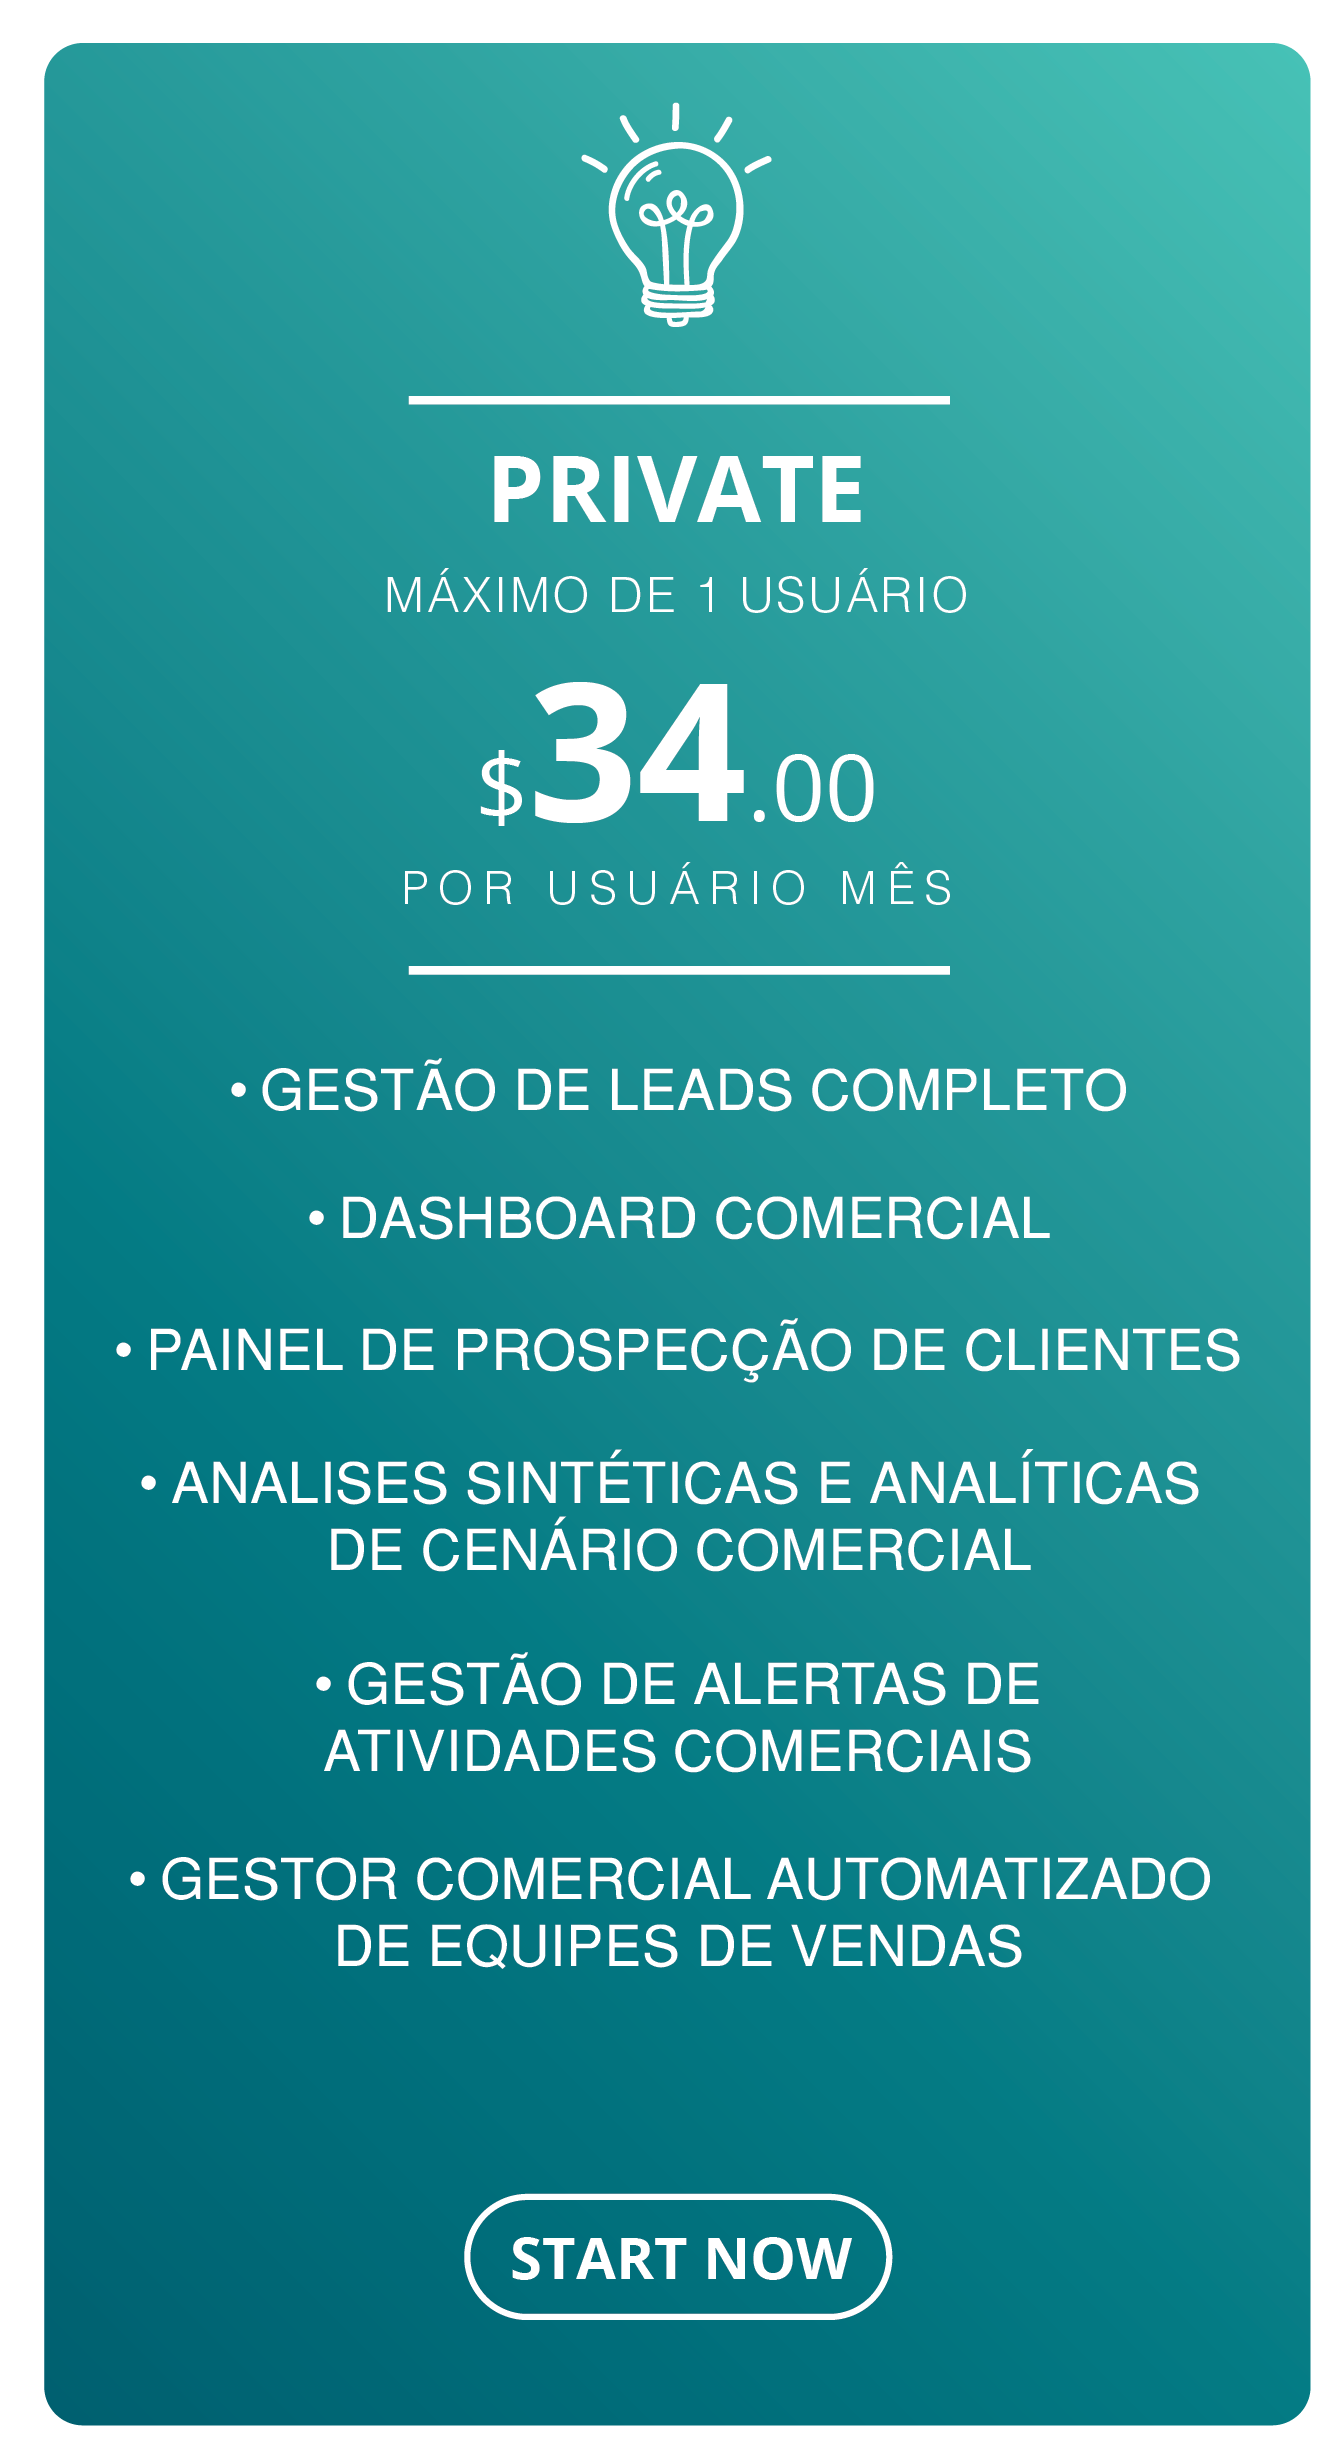 PRIVATE
MÁXIMO DE 1 USUÁRIO
$34.00
POR USUÁRIO MÊS
• GESTÃO DE LEADS COMPLETO
• DASHBOARD COMERCIAL
• PAINEL DE PROSPECÇÃO DE CLIENTES
• ANALISES SINTÉTICAS E ANALÍTICAS
DE CENÁRIO COMERCIAL
• GESTÃO DE ALERTAS DE
ATIVIDADES COMERCIAIS
• GESTOR COMERCIAL AUTOMATIZADO
DE EQUIPES DE VENDAS
START NOW